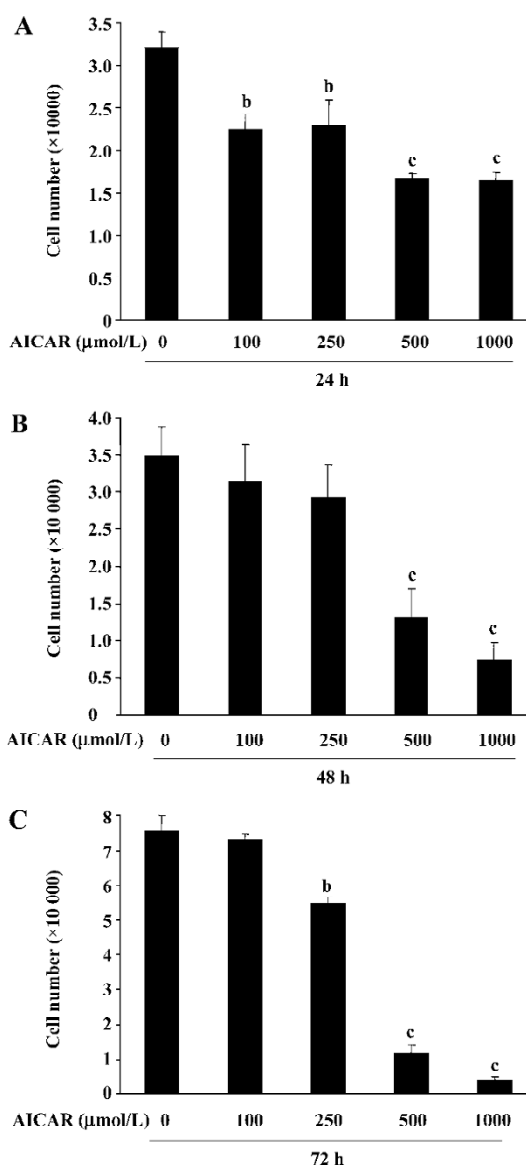 A
Cell number (×10000)
3.5
3.0
2.5
2.0
1.5
1.0
0.5
0
b
b
c
c
AICAR (μmol/L) 0 100 250 500 1000
24 h
B
Cell number (×10 000)
4.0
3.5
3.0
2.5
2.0
1.5
1.0
0.5
0
c
c
AICAR (μmol/L) 0 100 250 500 1000
48 h
C
Cell number (×10 000)
8
7
6
5
4
3
2
1
0
b
c
c
AICAR (μmol/L) 0 100 250 500 1000
72 h